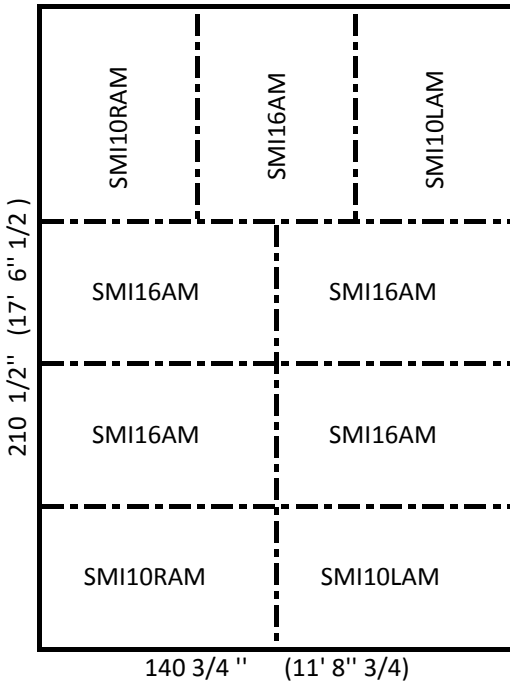 SMI10RAM
SMI16AM
SMI10LAM
210 1/2" (17' 6" 1/2 )
SMI16AM SMI16AM
SMI16AM SMI16AM
SMI10RAM SMI10LAM
140 3/4 " (11' 8" 3/4)